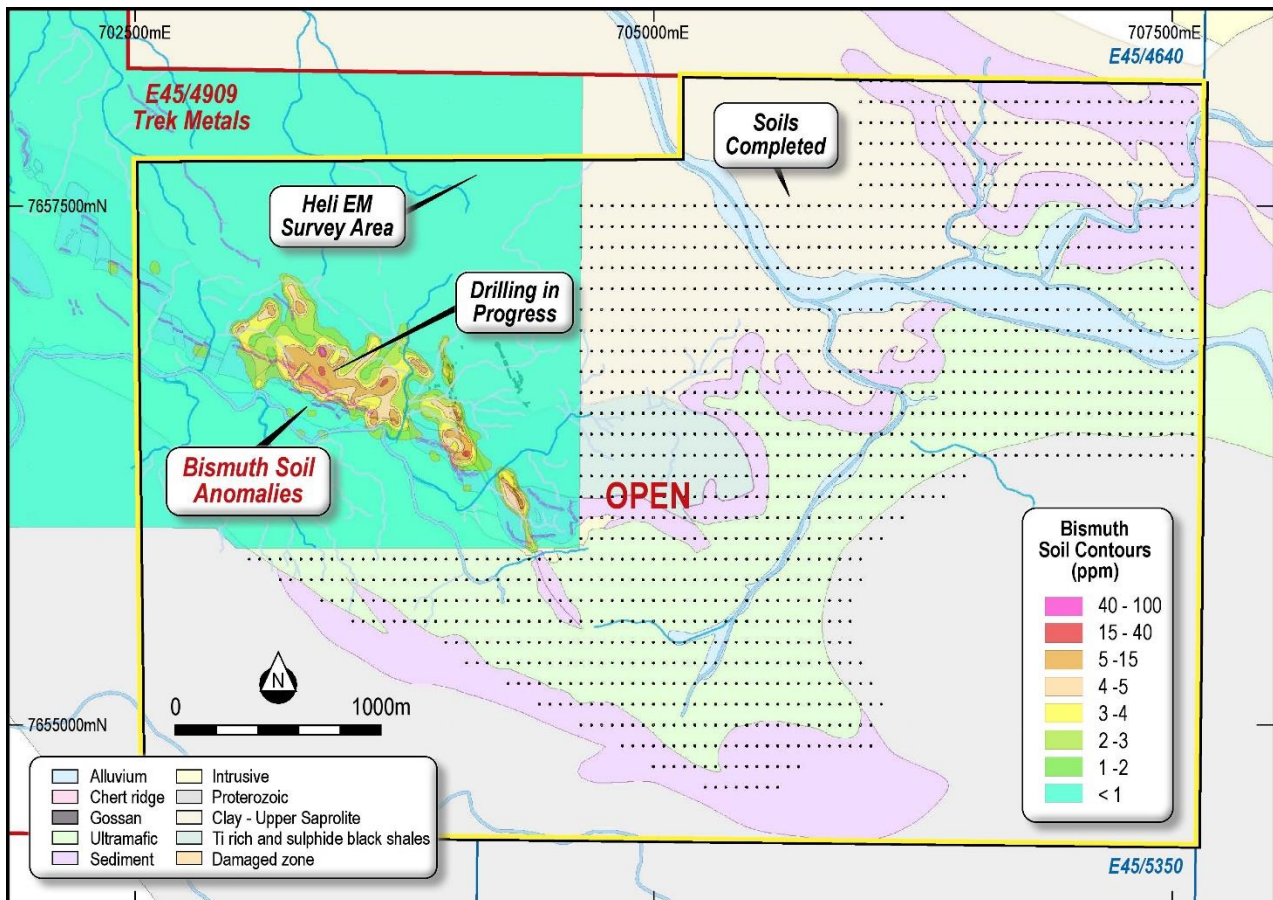 702500mE
705000mE
707500mE
E45/4640
E45/4909
Trek Metals
Soils
Completed
Heli EM
Survey Area
7657500mN
Drilling in
Progress
Bismuth Soil
Anomalies
OPEN
Bismuth
Soil Contours
(ppm)
40 - 100
15 - 40
5 -15
4 -5
3 -4
2 -3
1 -2
< 1
N
0 1000m
7655000mN
Alluvium
Chert ridge
Gossan
Ultramafic
Sediment
Intrusive
Proterozoic
Clay - Upper Saprolite
Ti rich and sulphide black shales
Damaged zone
E45/5350